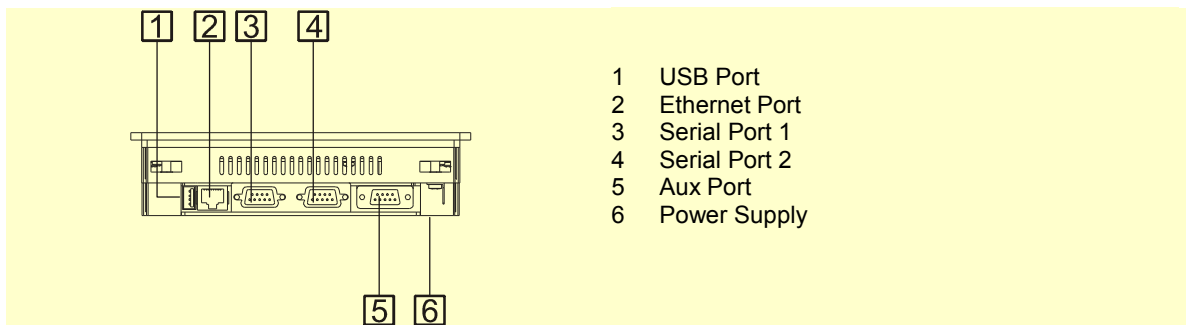 1 2 3 4
1 USB Port
2 Ethernet Port
3 Serial Port 1
4 Serial Port 2
5 Aux Port
6 Power Supply
5 6